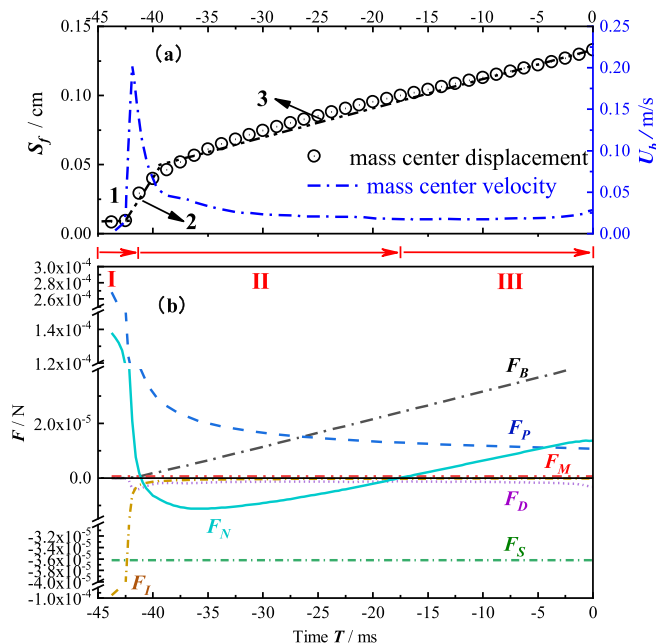 -45 -40 -35 -30 -25 -20 -15 -10 -5 0
0.15
0.10
0.05
0.00
S_f / cm
(a)
1
2
3
mass center displacement
mass center velocity
0.25
0.20
0.15
0.10
0.05
0.00
U_b / m/s
I II III
(b)
3.0x10⁻⁴
2.8x10⁻⁴
2.6x10⁻⁴
1.4x10⁻⁴
1.2x10⁻⁴
2.0x10⁻⁵
0.0
-3.2x10⁻⁵
-3.4x10⁻⁵
-3.6x10⁻⁵
-3.8x10⁻⁵
-4.0x10⁻⁵
-1.0x10⁻⁴
F / N
F_B
F_P
F_M
F_D
F_N
F_S
F_I
-45 -40 -35 -30 -25 -20 -15 -10 -5 0
Time T / ms